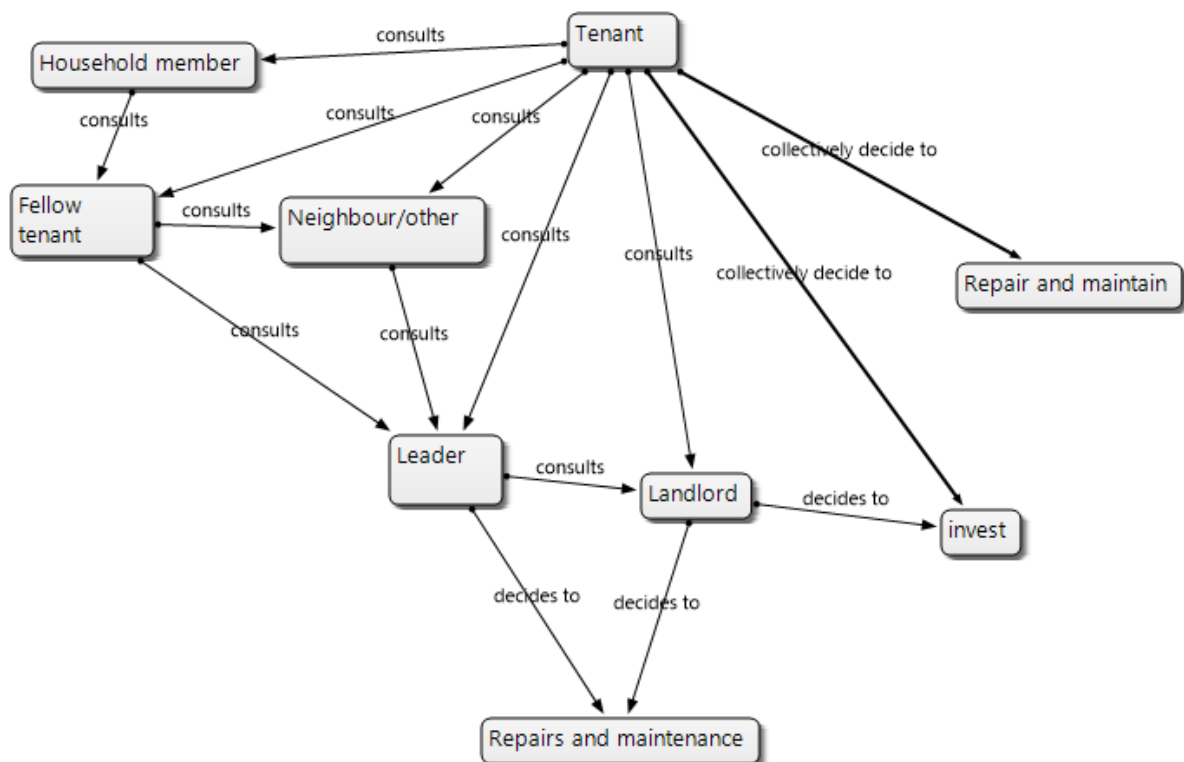 Tenant
consults
Household member
consults
consults
consults
collectively decide to
Fellow
tenant
consults
Neighbour/other
consults
consults
collectively decide to
Repair and maintain
consults
consults
Leader
consults
Landlord
decides to
invest
decides to
decides to
Repairs and maintenance